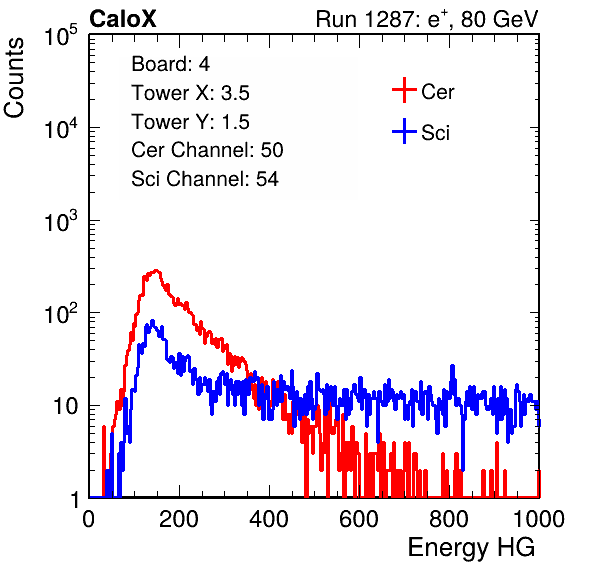 CaloX Run 1287: e⁺, 80 GeV
Counts
Board: 4
Tower X: 3.5
Tower Y: 1.5
Cer Channel: 50
Sci Channel: 54
Cer
Sci
10⁵
10⁴
10³
10²
10
1
0 200 400 600 800 1000
Energy HG